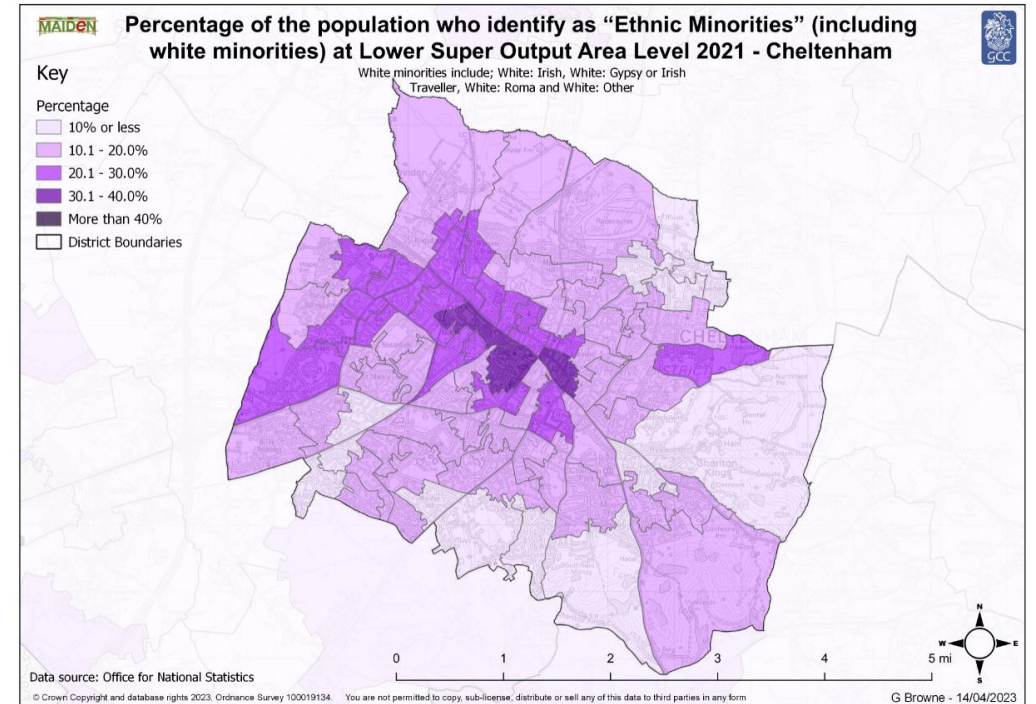 MAIDEN
Percentage of the population who identify as “Ethnic Minorities” (including
white minorities) at Lower Super Output Area Level 2021 - Cheltenham
White minorities include; White: Irish, White: Gypsy or Irish
Traveller, White: Roma and White: Other
GCC
Key
Percentage
10% or less
10.1 - 20.0%
20.1 - 30.0%
30.1 - 40.0%
More than 40%
District Boundaries
Charlton
Kings
N
W
E
S
0
1
2
3
4
5 mi
Data source: Office for National Statistics
© Crown Copyright and database rights 2023, Ordnance Survey 100019134.
You are not permitted to copy, sub-license, distribute or sell any of this data to third parties in any form
G Browne - 14/04/2023